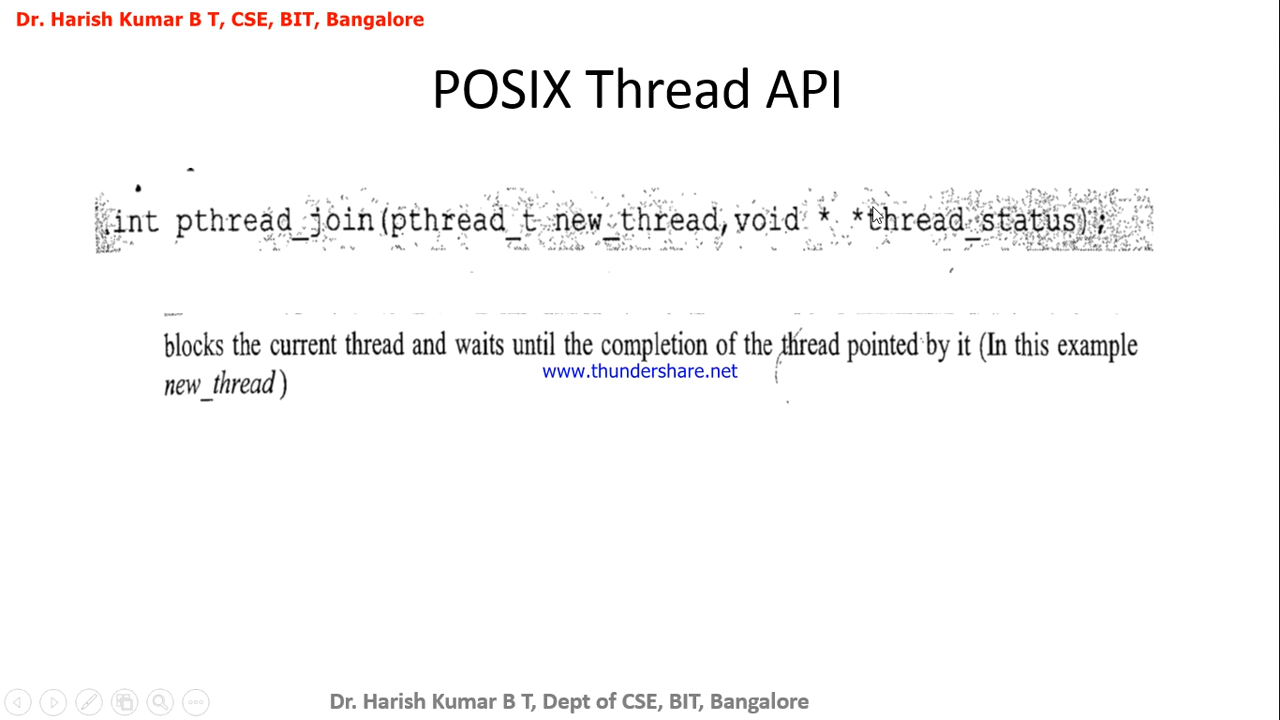 Dr. Harish Kumar B T, CSE, BIT, Bangalore
POSIX Thread API
int pthread_join(pthread_t new_thread,void * *thread_status);
blocks the current thread and waits until the completion of the thread pointed by it (In this example
www.thundershare.net
new_thread)
Dr. Harish Kumar B T, Dept of CSE, BIT, Bangalore